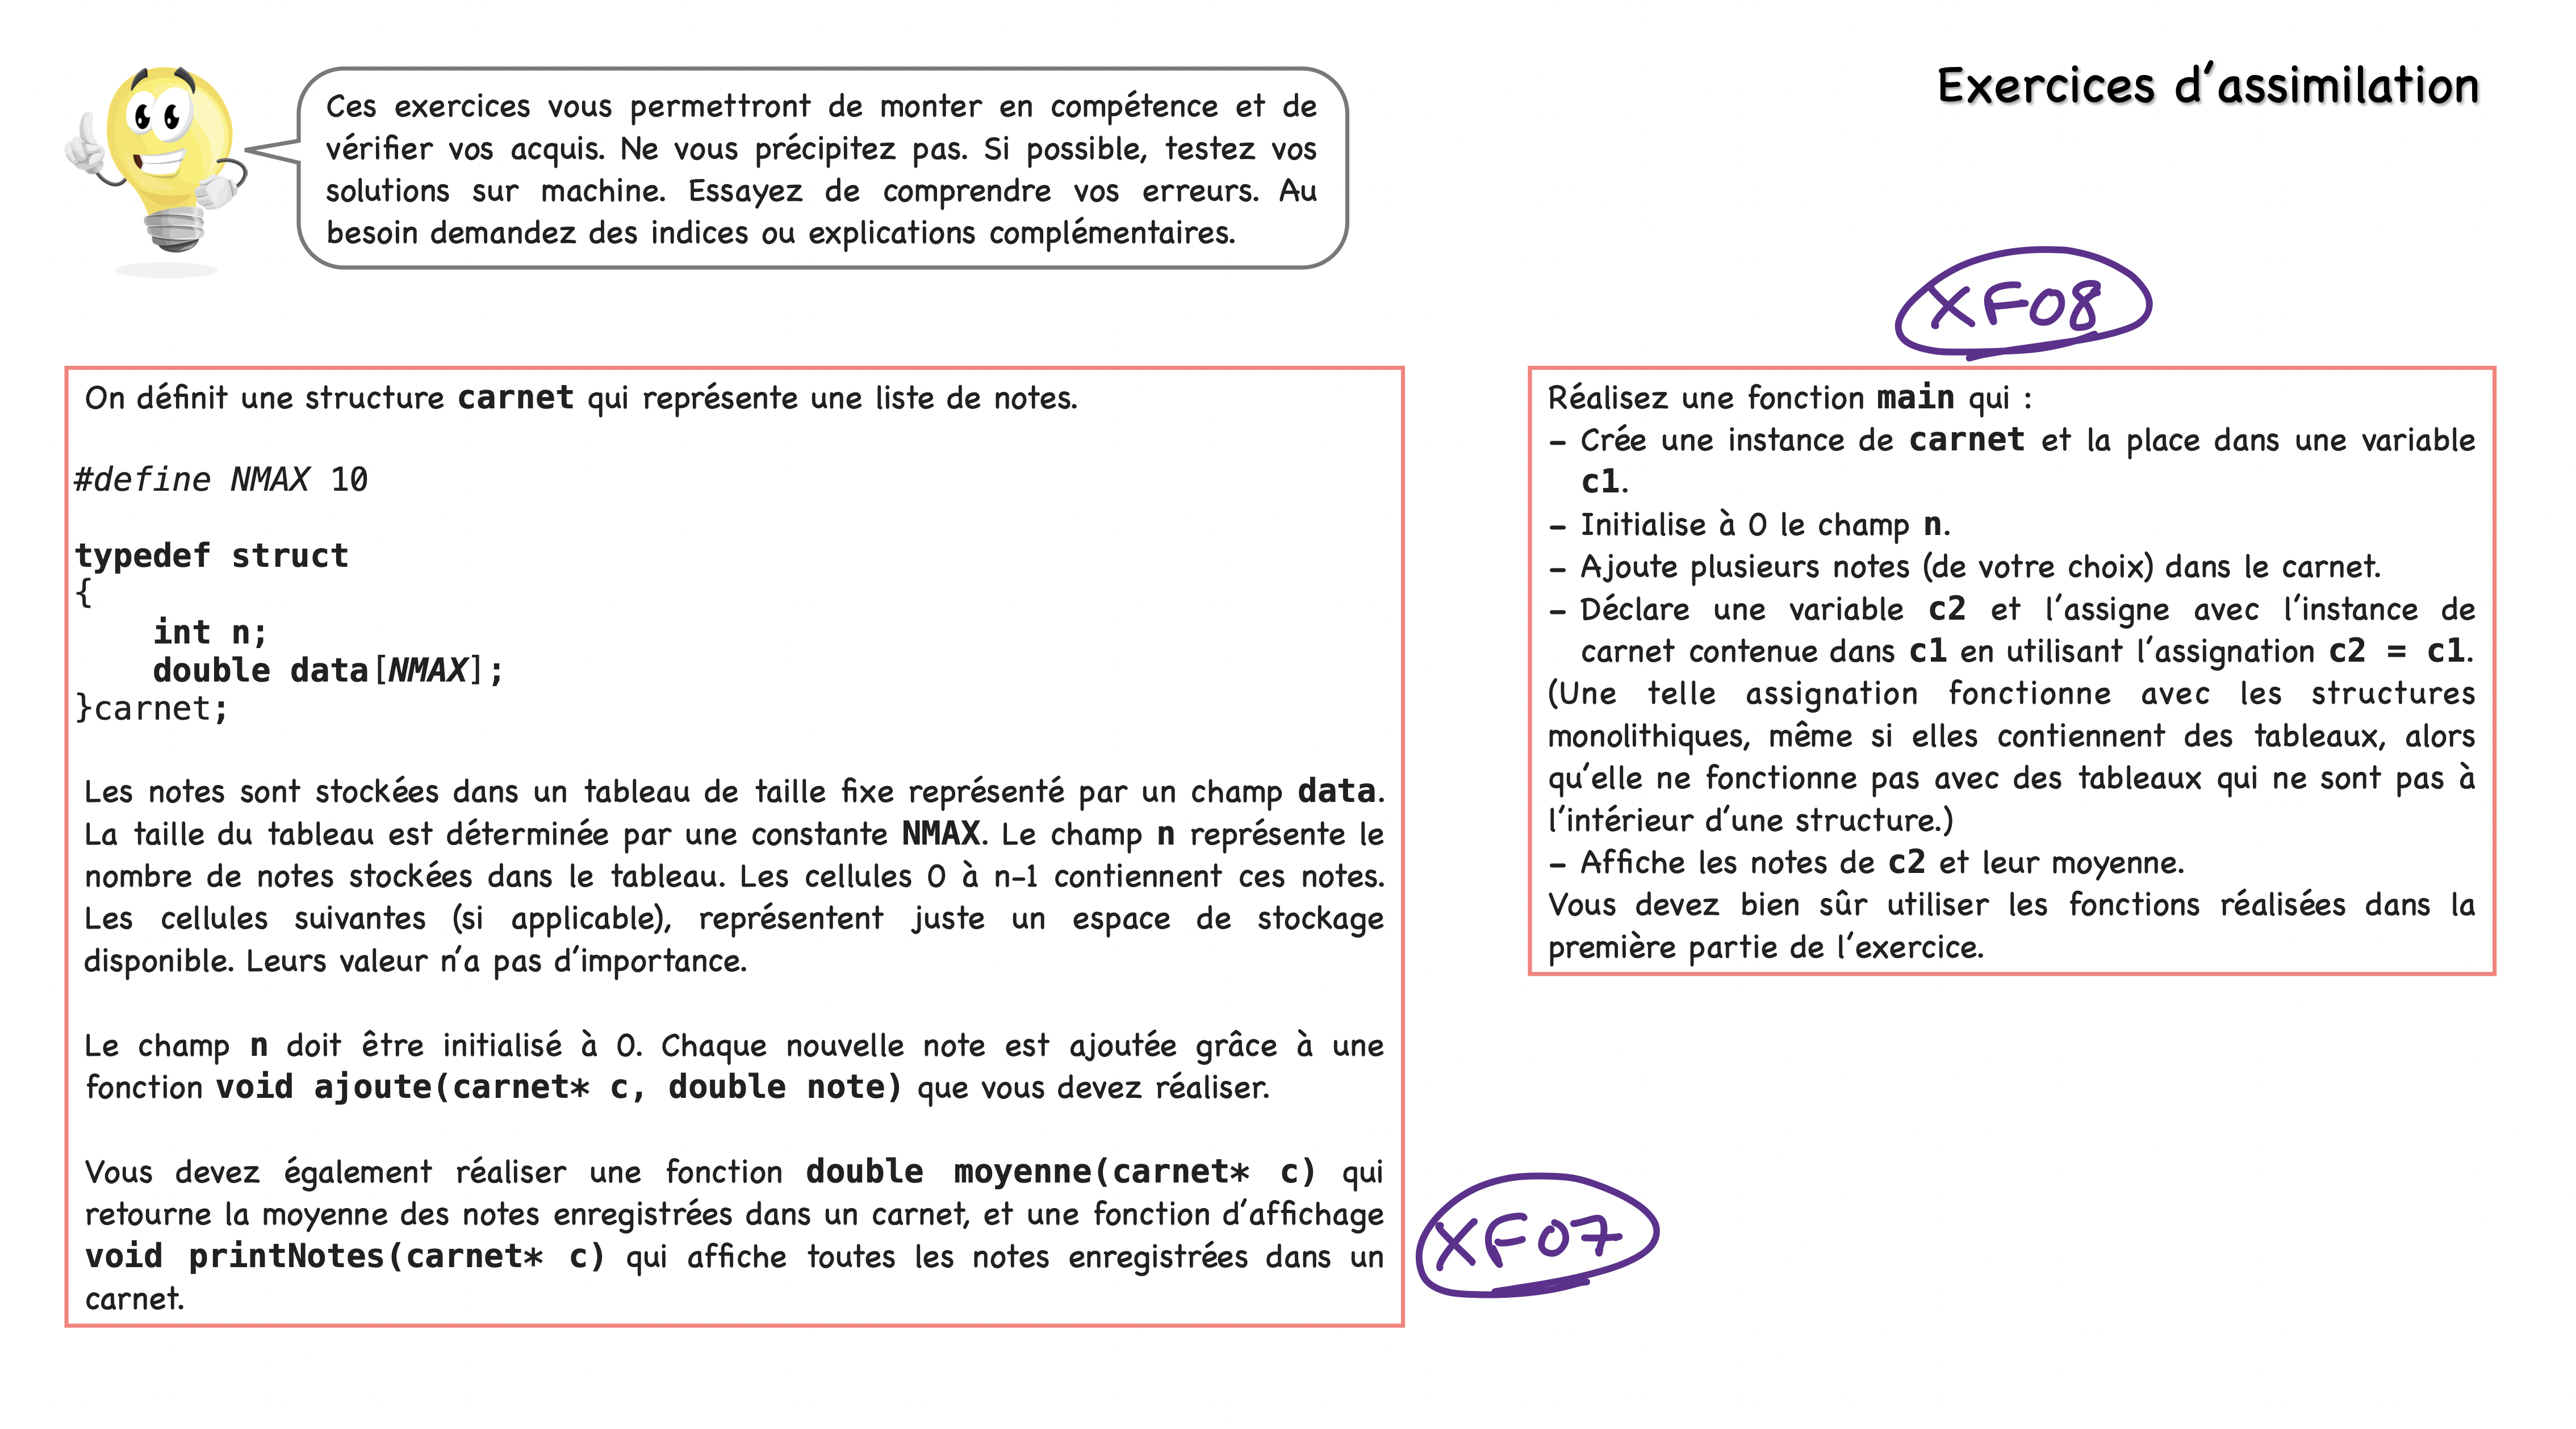 Exercices d'assimilation
Ces exercices vous permettront de monter en compétence et de
vérifier vos acquis. Ne vous précipitez pas. Si possible, testez vos
solutions sur machine. Essayez de comprendre vos erreurs. Au
besoin demandez des indices ou explications complémentaires.
On définit une structure carnet qui représente une liste de notes.
#define NMAX 10
typedef struct
{
int n;
double data[NMAX];
}carnet;
Les notes sont stockées dans un tableau de taille fixe représenté par un champ data.
La taille du tableau est déterminée par une constante NMAX. Le champ n représente le
nombre de notes stockées dans le tableau. Les cellules 0 à n-1 contiennent ces notes.
Les cellules suivantes (si applicable), représentent juste un espace de stockage
disponible. Leurs valeur n'a pas d'importance.
Le champ n doit être initialisé à 0. Chaque nouvelle note est ajoutée grâce à une
fonction void ajoute(carnet* c, double note) que vous devez réaliser.
Vous devez également réaliser une fonction double moyenne(carnet* c) qui
retourne la moyenne des notes enregistrées dans un carnet, et une fonction d'affichage
void printNotes(carnet* c) qui affiche toutes les notes enregistrées dans un
carnet.
XF07
XF08
Réalisez une fonction main qui :
- Crée une instance de carnet et la place dans une variable
c1.
- Initialise à 0 le champ n.
- Ajoute plusieurs notes (de votre choix) dans le carnet.
- Déclare une variable c2 et l'assigne avec l'instance de
carnet contenue dans c1 en utilisant l'assignation c2 = c1.
(Une telle assignation fonctionne avec les structures
monolithiques, même si elles contiennent des tableaux, alors
qu'elle ne fonctionne pas avec des tableaux qui ne sont pas à
l'intérieur d'une structure.)
- Affiche les notes de c2 et leur moyenne.
Vous devez bien sûr utiliser les fonctions réalisées dans la
première partie de l'exercice.